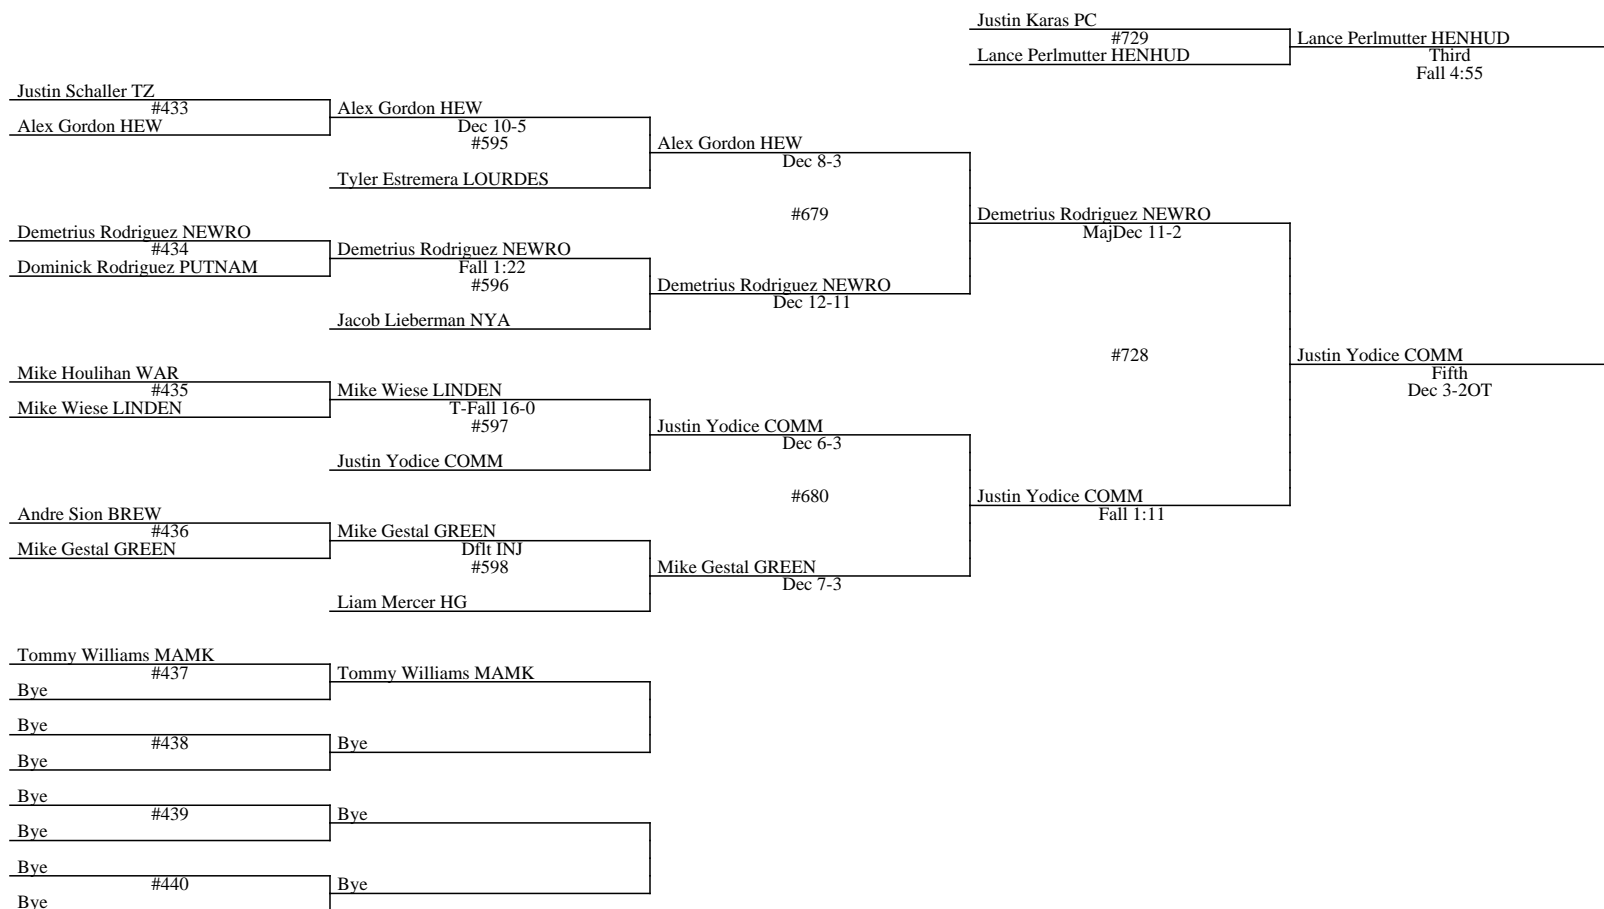 Justin Karas PC
#729
Lance Perlmutter HENHUD
Lance Perlmutter HENHUD
Third
Fall 4:55
Justin Schaller TZ
#433
Alex Gordon HEW
Alex Gordon HEW
Dec 10-5
#595
Tyler Estremera LOURDES
Alex Gordon HEW
Dec 8-3
#679
Demetrius Rodriguez NEWRO
#434
Dominick Rodriguez PUTNAM
Demetrius Rodriguez NEWRO
Fall 1:22
#596
Jacob Lieberman NYA
Demetrius Rodriguez NEWRO
Dec 12-11
Demetrius Rodriguez NEWRO
MajDec 11-2
#728
Justin Yodice COMM
Fifth
Dec 3-2OT
Mike Houlihan WAR
#435
Mike Wiese LINDEN
Mike Wiese LINDEN
T-Fall 16-0
#597
Justin Yodice COMM
Justin Yodice COMM
Dec 6-3
#680
Justin Yodice COMM
Fall 1:11
Andre Sion BREW
#436
Mike Gestal GREEN
Mike Gestal GREEN
Dflt INJ
#598
Liam Mercer HG
Mike Gestal GREEN
Dec 7-3
Tommy Williams MAMK
#437
Bye
Tommy Williams MAMK
Bye
#438
Bye
Bye
Bye
#439
Bye
Bye
Bye
#440
Bye
Bye